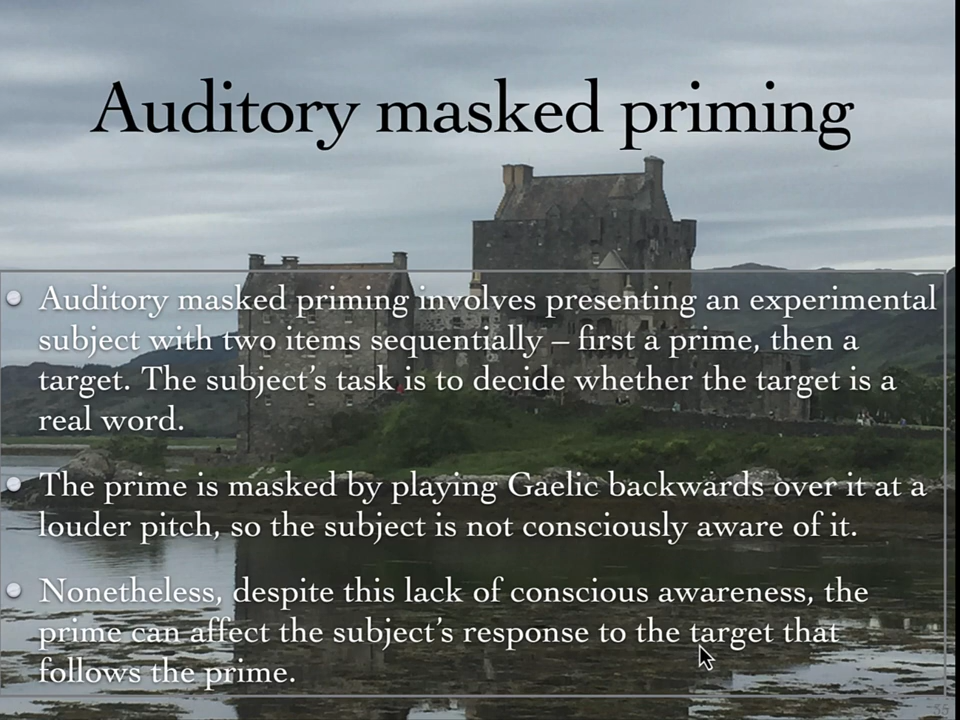 Auditory masked priming
Auditory masked priming involves presenting an experimental
subject with two items sequentially – first a prime, then a
target. The subject's task is to decide whether the target is a
real word.
The prime is masked by playing Gaelic backwards over it at a
louder pitch, so the subject is not consciously aware of it.
Nonetheless, despite this lack of conscious awareness, the
prime can affect the subject's response to the target that
follows the prime.
55